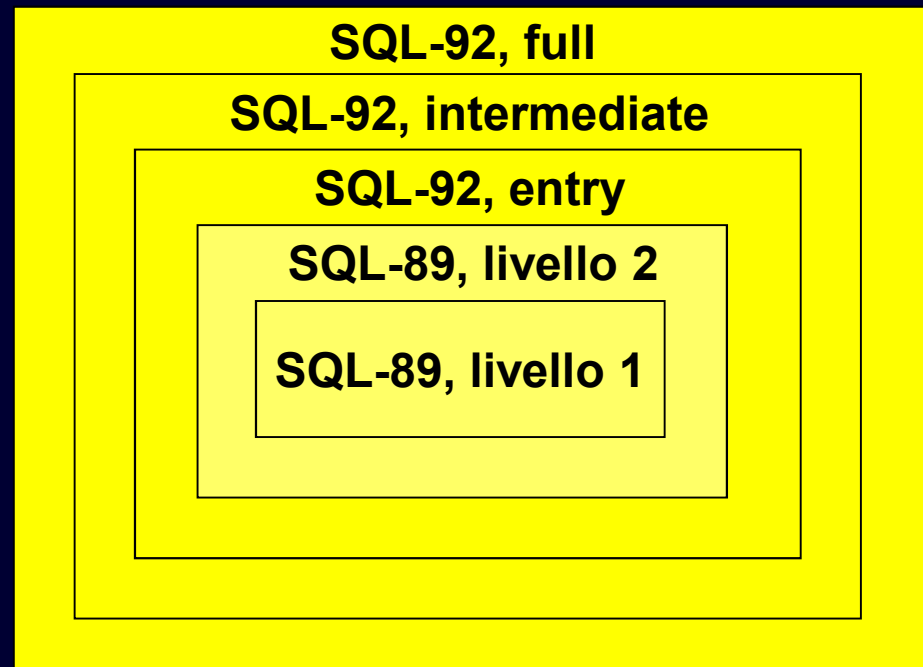 SQL-92, full
SQL-92, intermediate
SQL-92, entry
SQL-89, livello 2
SQL-89, livello 1